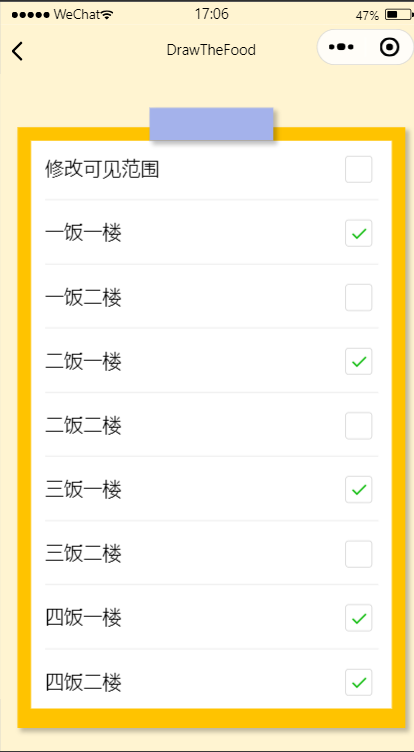 WeChat 17:06 47%
DrawTheFood
修改可见范围
一饭一楼
一饭二楼
二饭一楼
二饭二楼
三饭一楼
三饭二楼
四饭一楼
四饭二楼